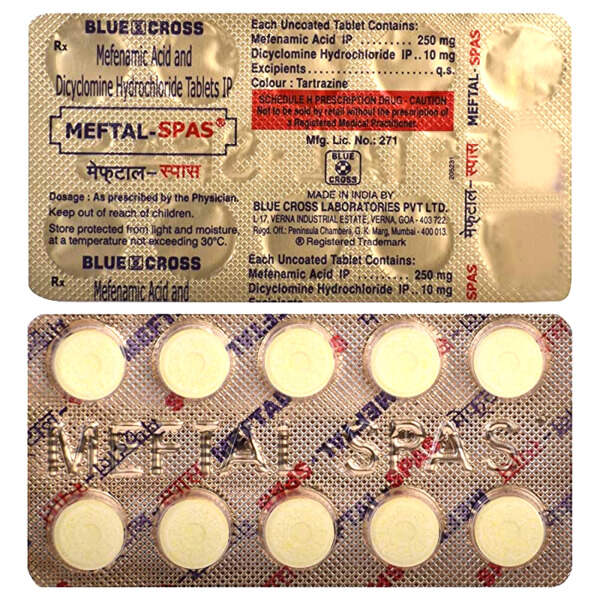 BLUE CROSS
Rx
Mefenamic Acid and
Dicyclomine Hydrochloride Tablets IP
MEFTAL-SPAS®
मेफ्टाल-स्पास
Dosage : As prescribed by the Physician.
Keep out of reach of children.
Store protected from light and moisture,
at a temperature not exceeding 30°C.
BLUE CROSS
Rx
Mefenamic Acid and
Each Uncoated Tablet Contains:
Mefenamic Acid IP .......... 250 mg
Dicyclomine Hydrochloride IP .. 10 mg
Excipients ........................... q.s.
Colour : Tartrazine
SCHEDULE H PRESCRIPTION DRUG - CAUTION
Not to be sold by retail without the prescription of
a Registered Medical Practitioner.
Mfg. Lic. No.: 271
BLUE
CROSS
MADE IN INDIA BY
BLUE CROSS LABORATORIES PVT LTD.
L-17, VERNA INDUSTRIAL ESTATE, VERNA, GOA - 403 722.
Regd. Off.: Peninsula Chambers, G. K. Marg, Mumbai - 400 013.
® Registered Trademark
Each Uncoated Tablet Contains:
Mefenamic Acid IP .......... 250 mg
Dicyclomine Hydrochloride IP .. 10 mg
Excipients
MEFTAL-SPAS
मेफ्टाल-स्पास
MEFTAL-SPAS
MEFTAL SPAS
MEFTAL-SPAS